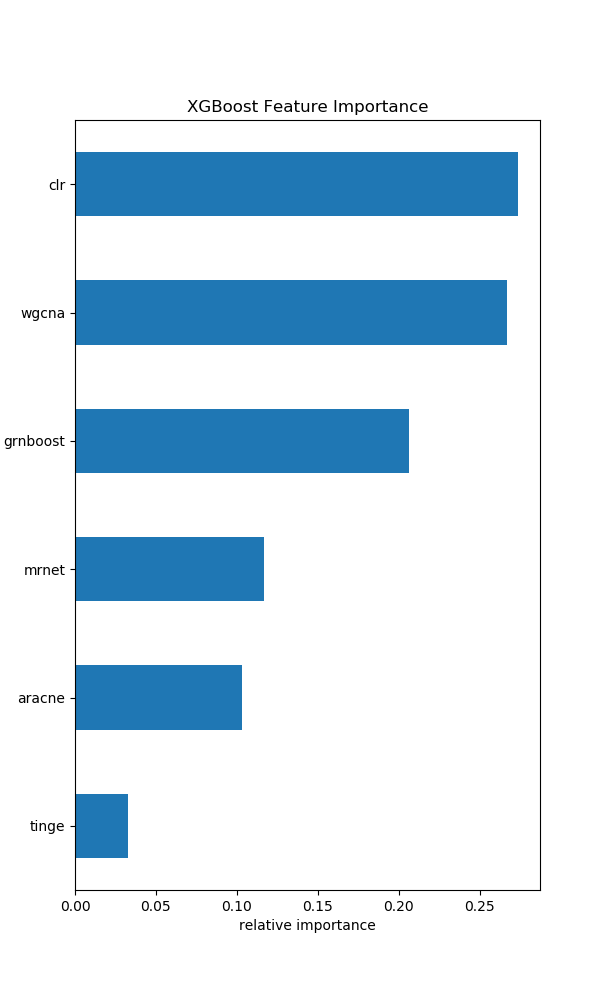 XGBoost Feature Importance
clr
wgcna
grnboost
mrnet
aracne
tinge
0.00 0.05 0.10 0.15 0.20 0.25
relative importance